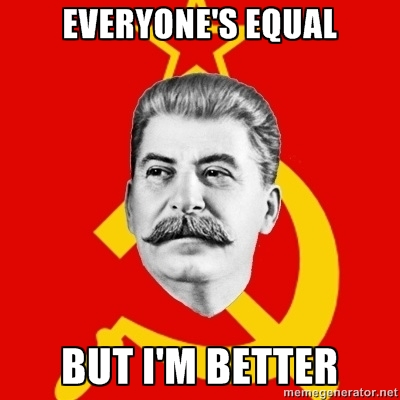 EVERYONE'S EQUAL
BUT I'M BETTER
memegenerator.net